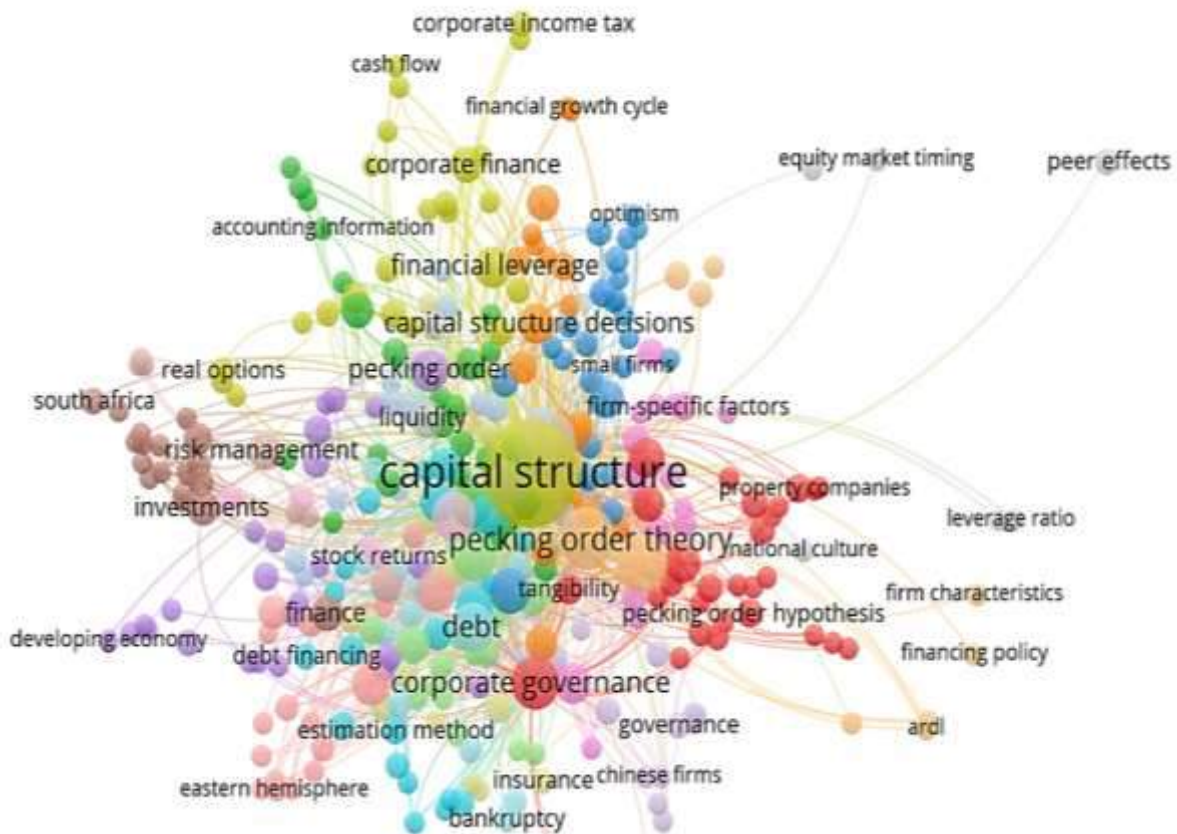 corporate income tax
cash flow
financial growth cycle
corporate finance
equity market timing
peer effects
optimism
accounting information
financial leverage
capital structure decisions
real options
pecking order
small firms
south africa
liquidity
firm-specific factors
risk management
capital structure
property companies
investments
leverage ratio
pecking order theory
national culture
stock returns
tangibility
firm characteristics
finance
pecking order hypothesis
debt
developing economy
debt financing
financing policy
corporate governance
estimation method
governance
ardl
eastern hemisphere
insurance
chinese firms
bankruptcy